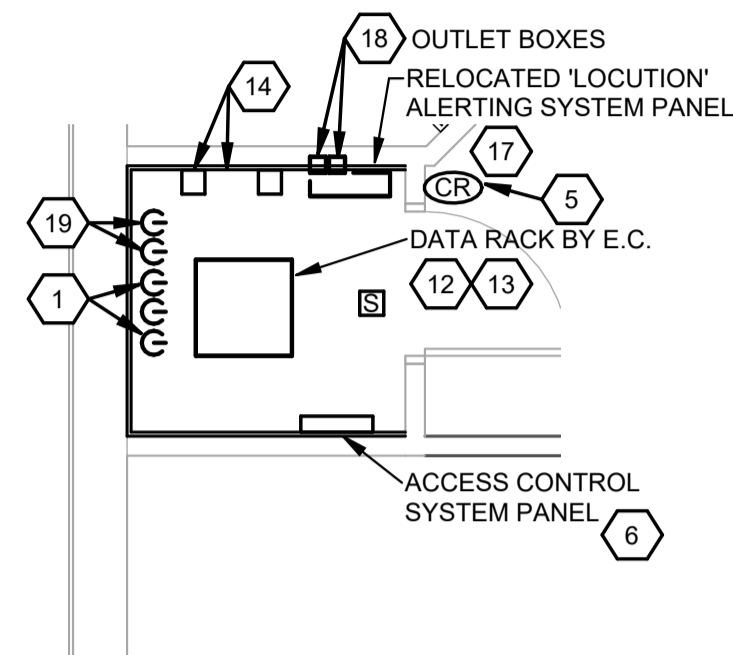 18 OUTLET BOXES
14
RELOCATED 'LOCUTION'
ALERTING SYSTEM PANEL
17
CR
5
19
DATA RACK BY E.C.
1
12 13
S
ACCESS CONTROL
SYSTEM PANEL
6